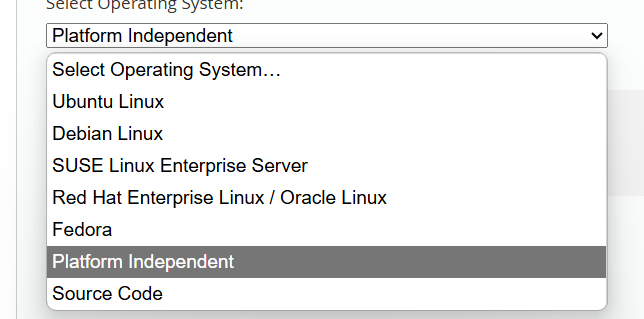 Select Operating System:
Platform Independent
Select Operating System…
Ubuntu Linux
Debian Linux
SUSE Linux Enterprise Server
Red Hat Enterprise Linux / Oracle Linux
Fedora
Platform Independent
Source Code